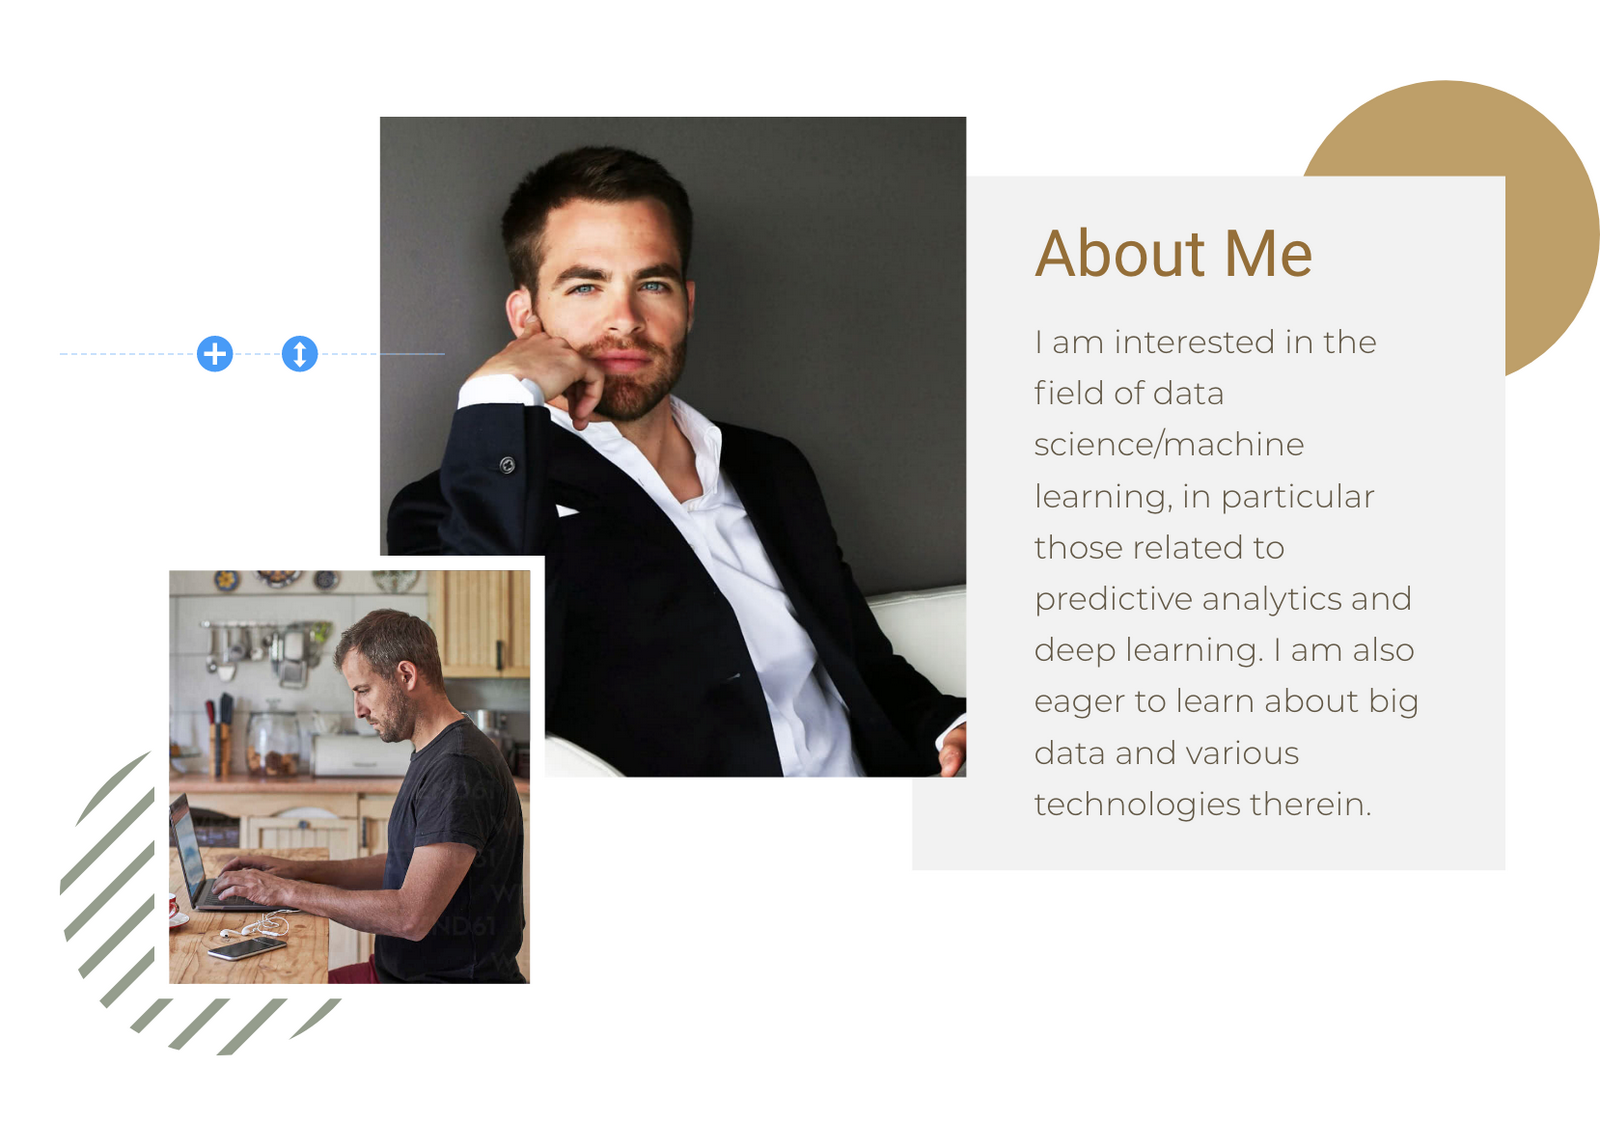 About Me
I am interested in the
field of data
science/machine
learning, in particular
those related to
predictive analytics and
deep learning. I am also
eager to learn about big
data and various
technologies therein.